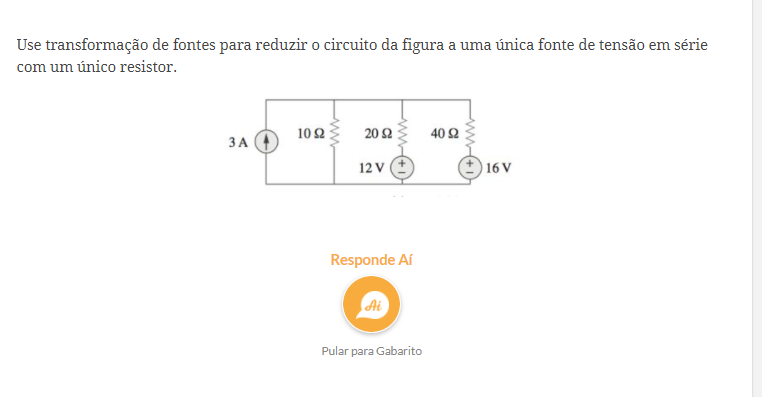 Use transformação de fontes para reduzir o circuito da figura a uma única fonte de tensão em série
com um único resistor.
3 A
10 Ω
20 Ω
40 Ω
12 V
+
−
+
−
16 V
Responde Aí
Aí
Pular para Gabarito